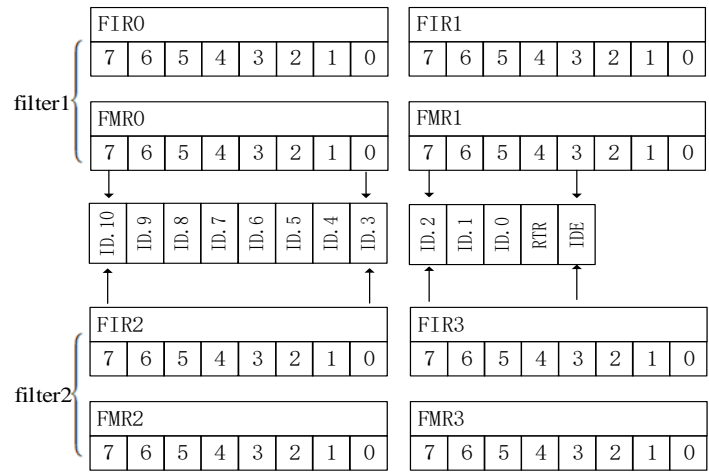 FIR0 FIR1
7 6 5 4 3 2 1 0 7 6 5 4 3 2 1 0
filter1
FMR0 FMR1
7 6 5 4 3 2 1 0 7 6 5 4 3 2 1 0
ID.10 ID.9 ID.8 ID.7 ID.6 ID.5 ID.4 ID.3 ID.2 ID.1 ID.0 RTR IDE
FIR2 FIR3
7 6 5 4 3 2 1 0 7 6 5 4 3 2 1 0
filter2
FMR2 FMR3
7 6 5 4 3 2 1 0 7 6 5 4 3 2 1 0